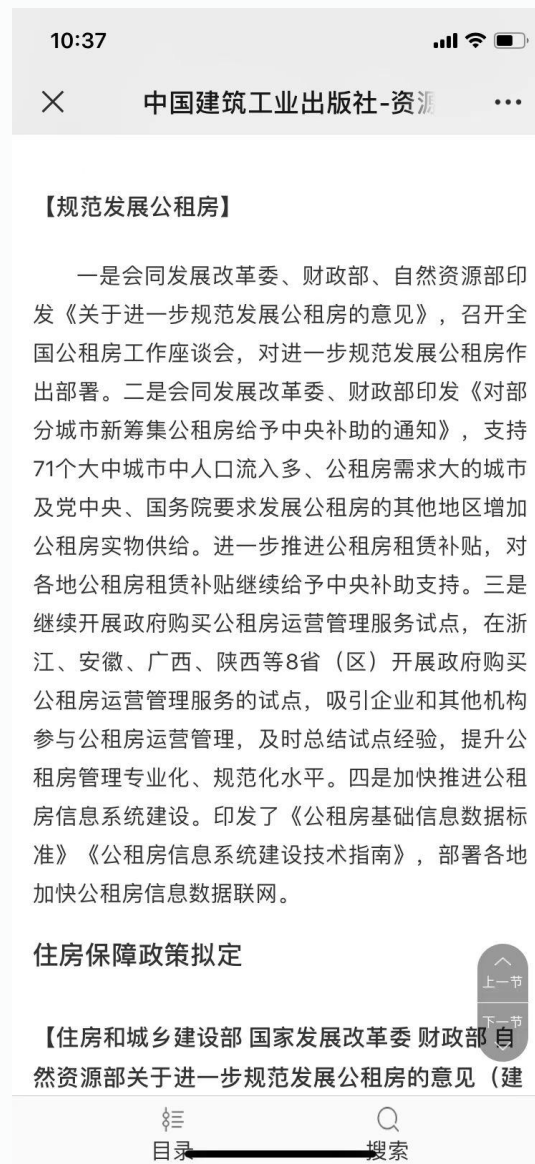 10:37
中国建筑工业出版社-资源
【规范发展公租房】
一是会同发展改革委、财政部、自然资源部印
发《关于进一步规范发展公租房的意见》，召开全
国公租房工作座谈会，对进一步规范发展公租房作
出部署。二是会同发展改革委、财政部印发《对部
分城市新筹集公租房给予中央补助的通知》，支持
71个大中城市中人口流入多、公租房需求大的城市
及党中央、国务院要求发展公租房的其他地区增加
公租房实物供给。进一步推进公租房租赁补贴，对
各地公租房租赁补贴继续给予中央补助支持。三是
继续开展政府购买公租房运营管理服务试点，在浙
江、安徽、广西、陕西等8省（区）开展政府购买
公租房运营管理服务的试点，吸引企业和其他机构
参与公租房运营管理，及时总结试点经验，提升公
租房管理专业化、规范化水平。四是加快推进公租
房信息系统建设。印发了《公租房基础信息数据标
准》《公租房信息系统建设技术指南》，部署各地
加快公租房信息数据联网。
住房保障政策拟定
上一节
下一节
【住房和城乡建设部 国家发展改革委 财政部 自
然资源部关于进一步规范发展公租房的意见（建
目录
搜索